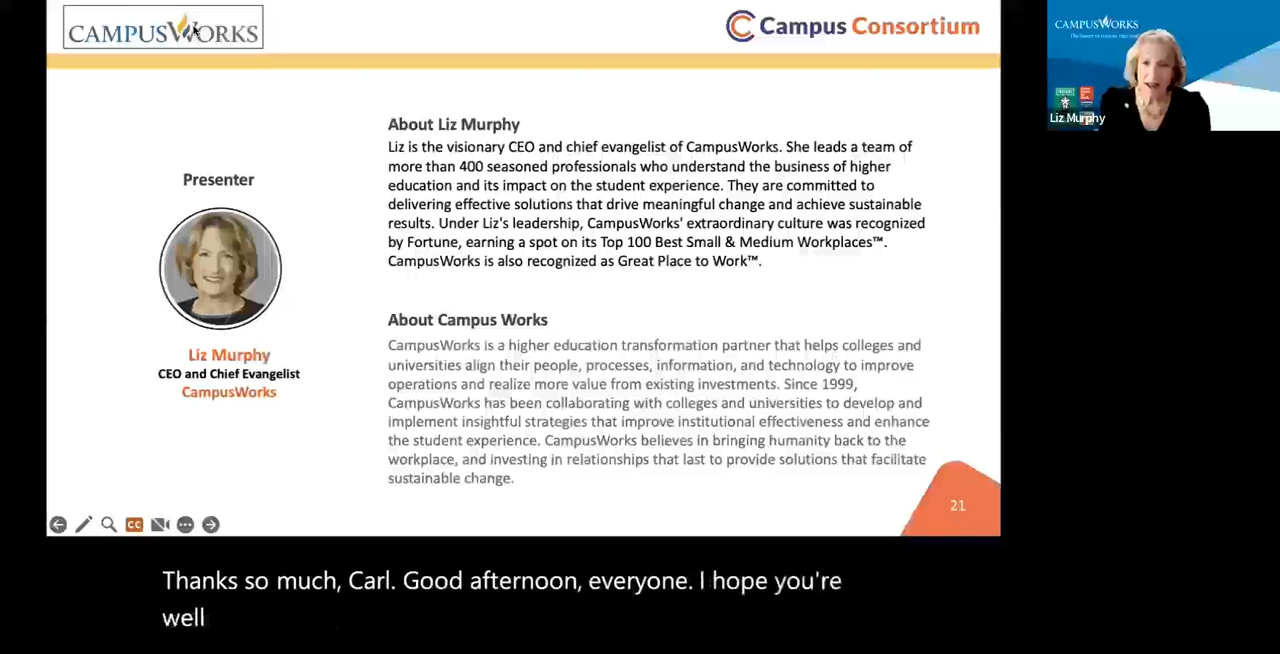 CAMPUSWORKS
Campus Consortium
CAMPUSWORKS
Liz Murphy
Presenter
Liz Murphy
CEO and Chief Evangelist
CampusWorks
About Liz Murphy
Liz is the visionary CEO and chief evangelist of CampusWorks. She leads a team of
more than 400 seasoned professionals who understand the business of higher
education and its impact on the student experience. They are committed to
delivering effective solutions that drive meaningful change and achieve sustainable
results. Under Liz's leadership, CampusWorks' extraordinary culture was recognized
by Fortune, earning a spot on its Top 100 Best Small & Medium Workplaces™.
CampusWorks is also recognized as Great Place to Work™.
About Campus Works
CampusWorks is a higher education transformation partner that helps colleges and
universities align their people, processes, information, and technology to improve
operations and realize more value from existing investments. Since 1999,
CampusWorks has been collaborating with colleges and universities to develop and
implement insightful strategies that improve institutional effectiveness and enhance
the student experience. CampusWorks believes in bringing humanity back to the
workplace, and investing in relationships that last to provide solutions that facilitate
sustainable change.
21
CC
Thanks so much, Carl. Good afternoon, everyone. I hope you're
well